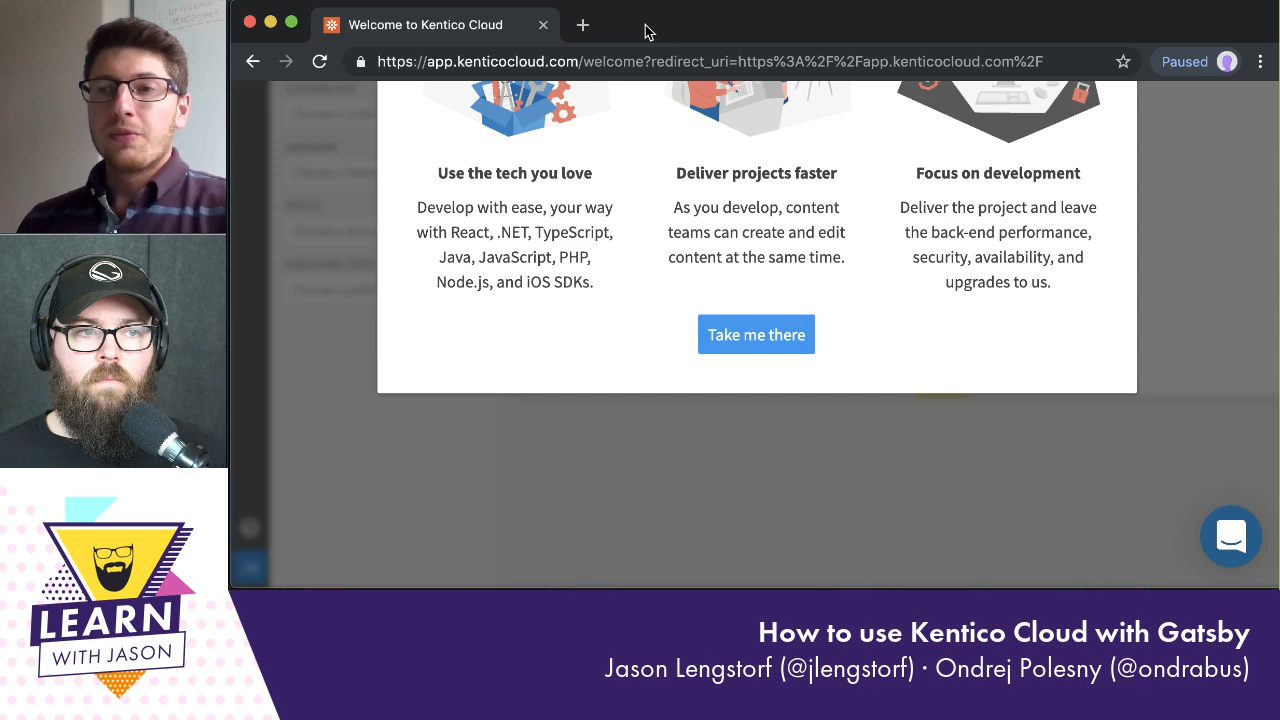 Welcome to Kentico Cloud
https://app.kenticocloud.com/welcome?redirect_uri=https%3A%2F%2Fapp.kenticocloud.com%2F
Paused
Use the tech you love
Develop with ease, your way
with React, .NET, TypeScript,
Java, JavaScript, PHP,
Node.js, and iOS SDKs.
Deliver projects faster
As you develop, content
teams can create and edit
content at the same time.
Focus on development
Deliver the project and leave
the back-end performance,
security, availability, and
upgrades to us.
Take me there
LEARN
WITH JASON
How to use Kentico Cloud with Gatsby
Jason Lengstorf (@jlengstorf) · Ondrej Polesny (@ondrabus)